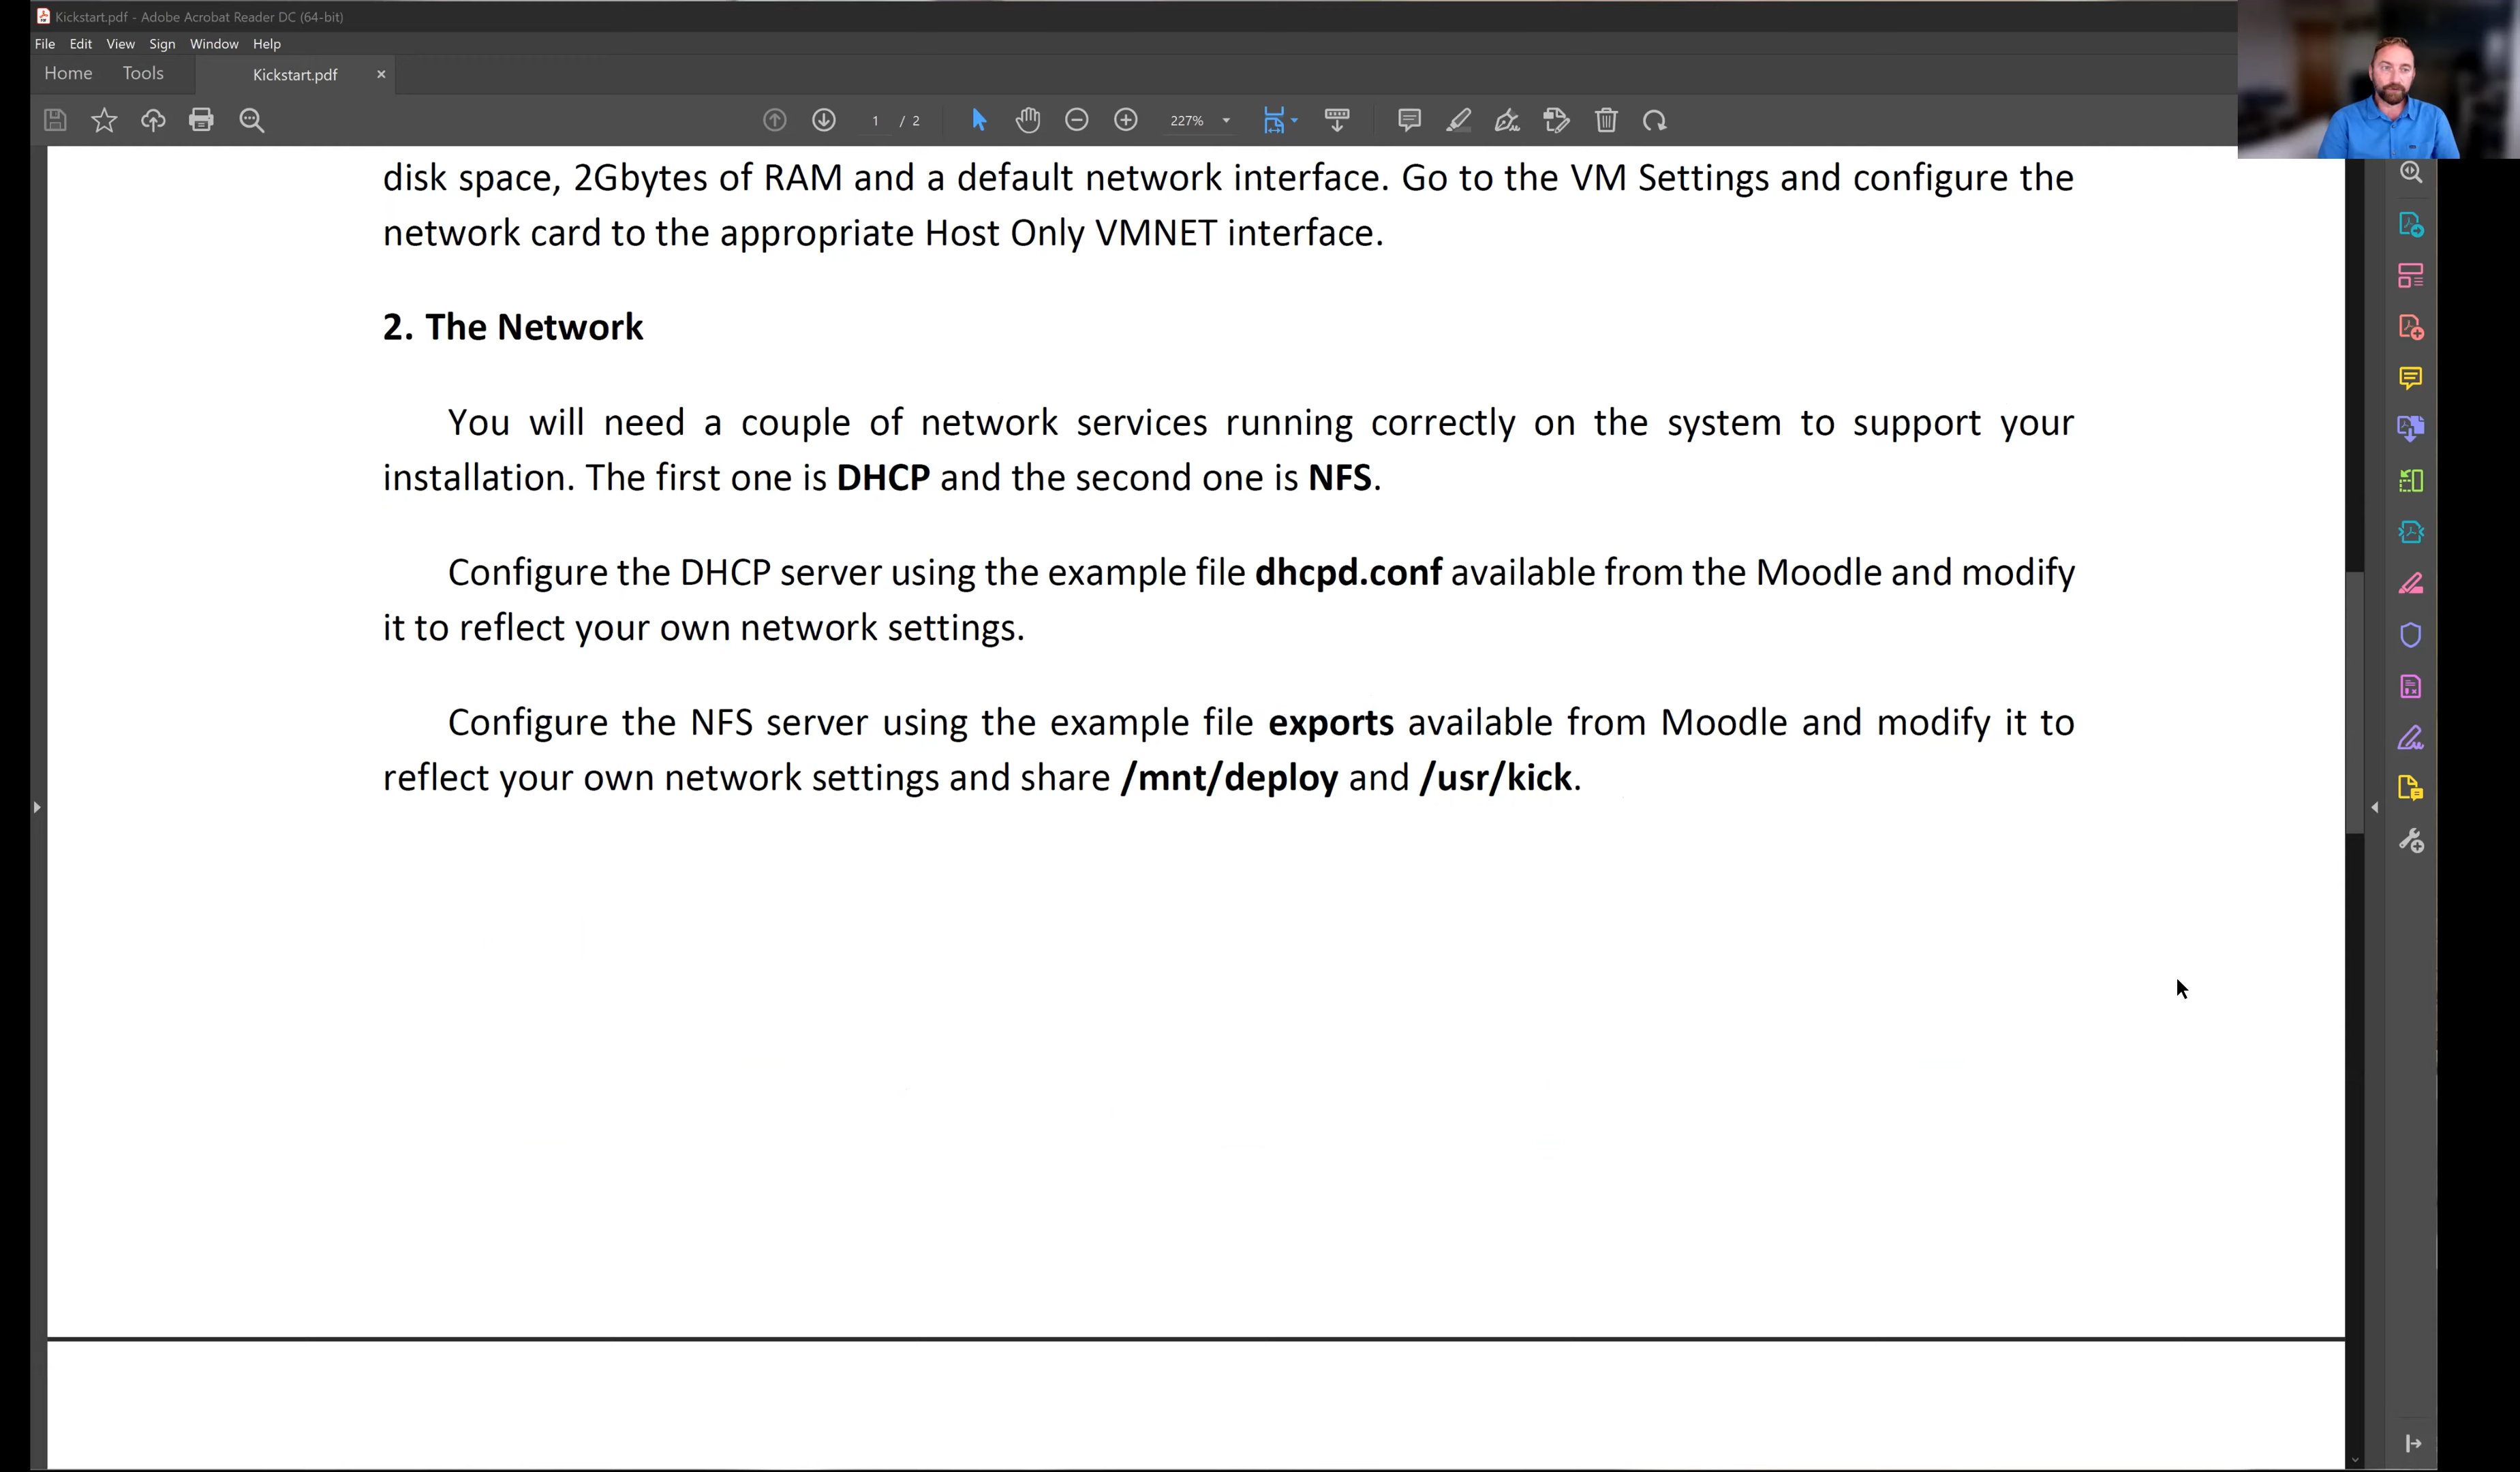 Kickstart.pdf - Adobe Acrobat Reader DC (64-bit)
File Edit View Sign Window Help
Home Tools Kickstart.pdf ×
1 / 2 227%
disk space, 2Gbytes of RAM and a default network interface. Go to the VM Settings and configure the
network card to the appropriate Host Only VMNET interface.
2. The Network
You will need a couple of network services running correctly on the system to support your
installation. The first one is DHCP and the second one is NFS.
Configure the DHCP server using the example file dhcpd.conf available from the Moodle and modify
it to reflect your own network settings.
Configure the NFS server using the example file exports available from Moodle and modify it to
reflect your own network settings and share /mnt/deploy and /usr/kick.